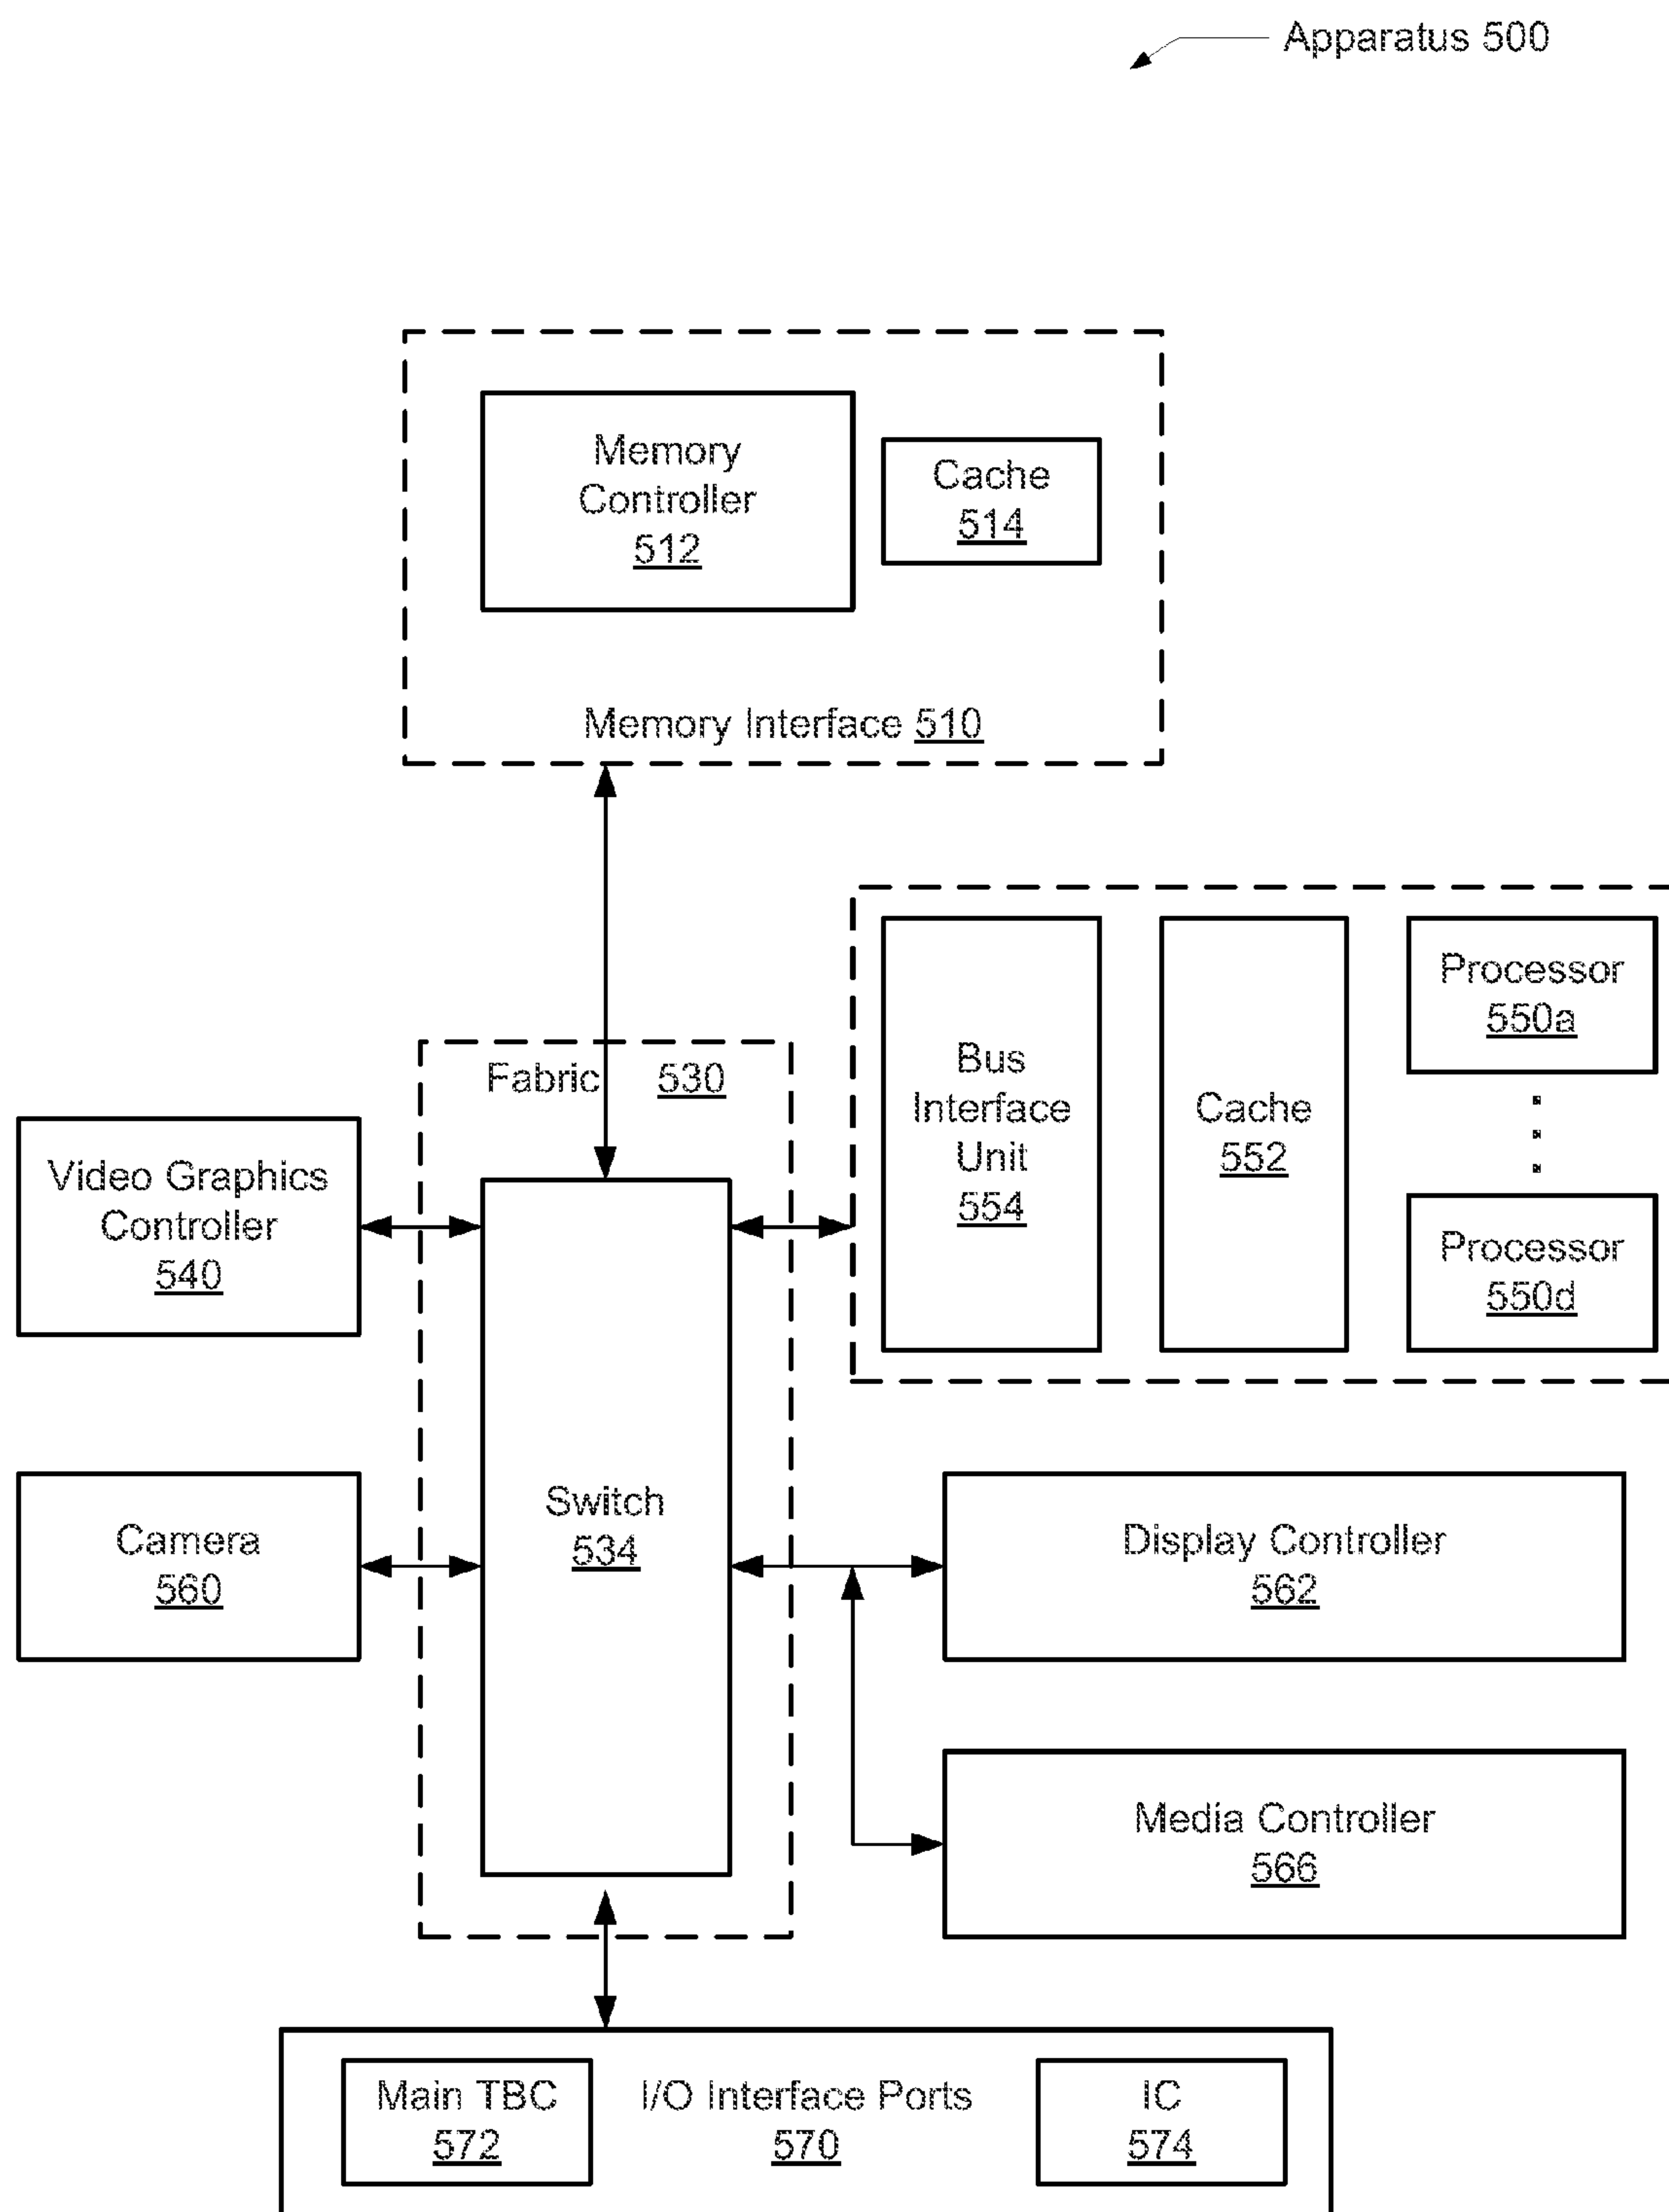 Apparatus 500
Memory
Controller
512
Cache
514
Memory Interface 510
Fabric 530
Video Graphics
Controller
540
Bus
Interface
Unit
554
Cache
552
Processor
550a
Processor
550d
Camera
560
Switch
534
Display Controller
562
Media Controller
566
Main TBC
572
I/O Interface Ports
570
IC
574